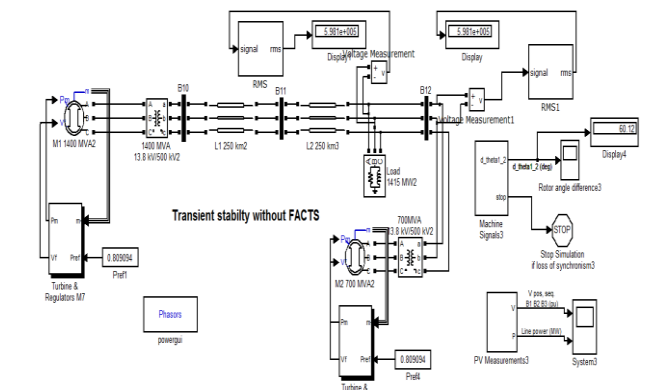 5.981e+005
Display1
signal
rms
RMS
Voltage Measurement
5.981e+005
Display
signal
rms
RMS1
Voltage Measurement1
B10
B11
B12
Pm
m
A
B
C
M1 1400 MVA2
A
B
C
a
b
c
1400 MVA
13.8 kV/500 kV2
L1 250 km2
L2 250 km3
A B C
Load
1415 MW2
60.12
Display4
d_theta1_2
d_theta1_2 (deg)
Rotor angle difference3
stop
Machine
Signals3
STOP
Stop Simulation
if loss of synchronism3
Transient stabilty without FACTS
Pm
m
Vf
Pref
0.809094
Pref1
Turbine &
Regulators M7
700MVA
13.8 kV/500 kV2
Pm
m
A
B
C
M2 700 MVA2
A
B
C
a
b
c
Phasors
powergui
Pm
m
Vf
Pref
0.809094
Pref4
Turbine &
V
P
V pos, seq,
B1 B2 B3 (pu)
Line power (MW)
PV Measurements3
System3